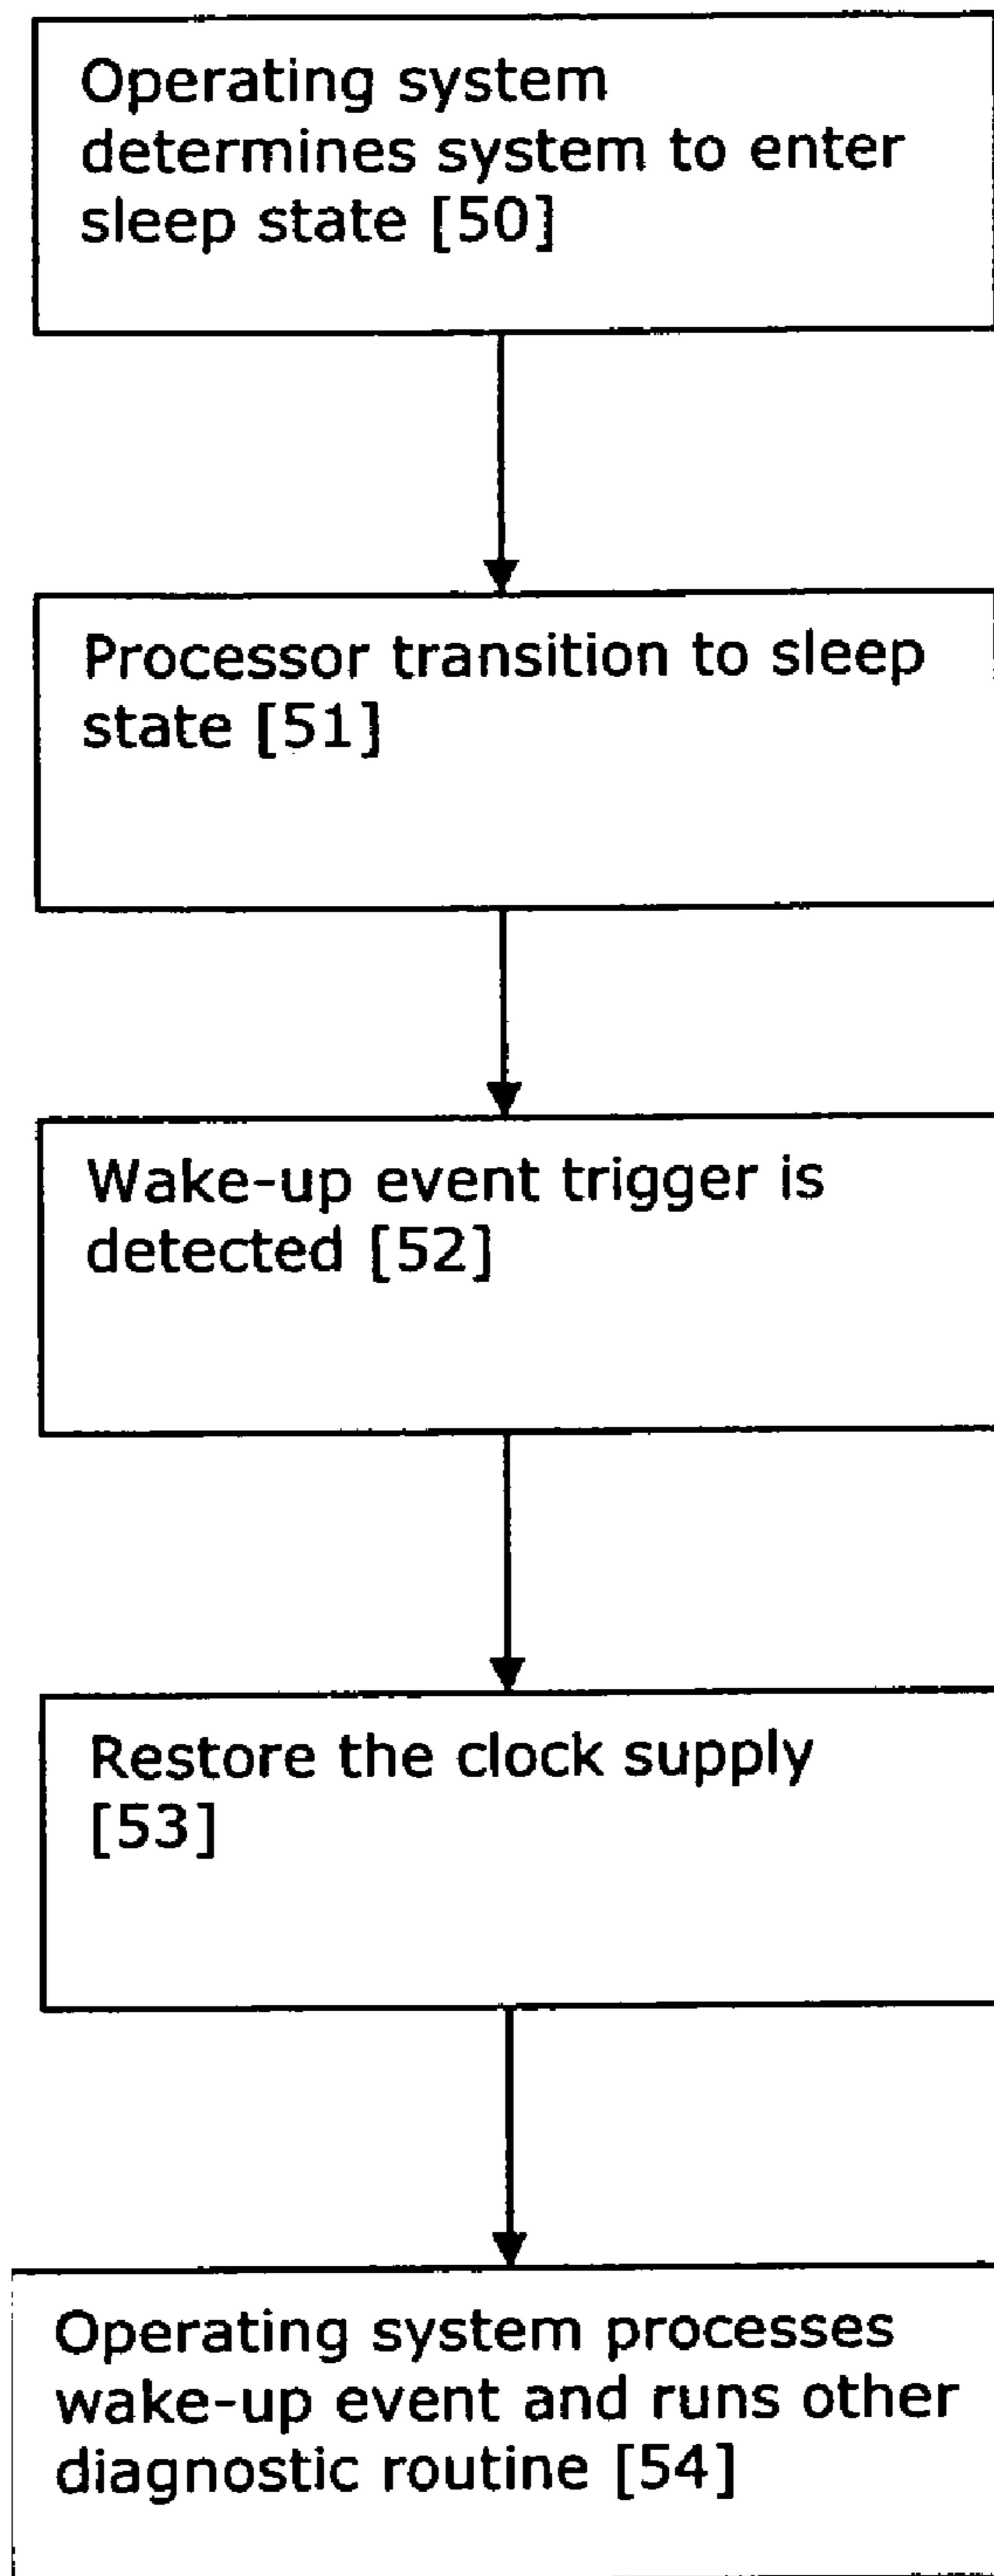 Operating system
determines system to enter
sleep state [50]
Processor transition to sleep
state [51]
Wake-up event trigger is
detected [52]
Restore the clock supply
[53]
Operating system processes
wake-up event and runs other
diagnostic routine [54]